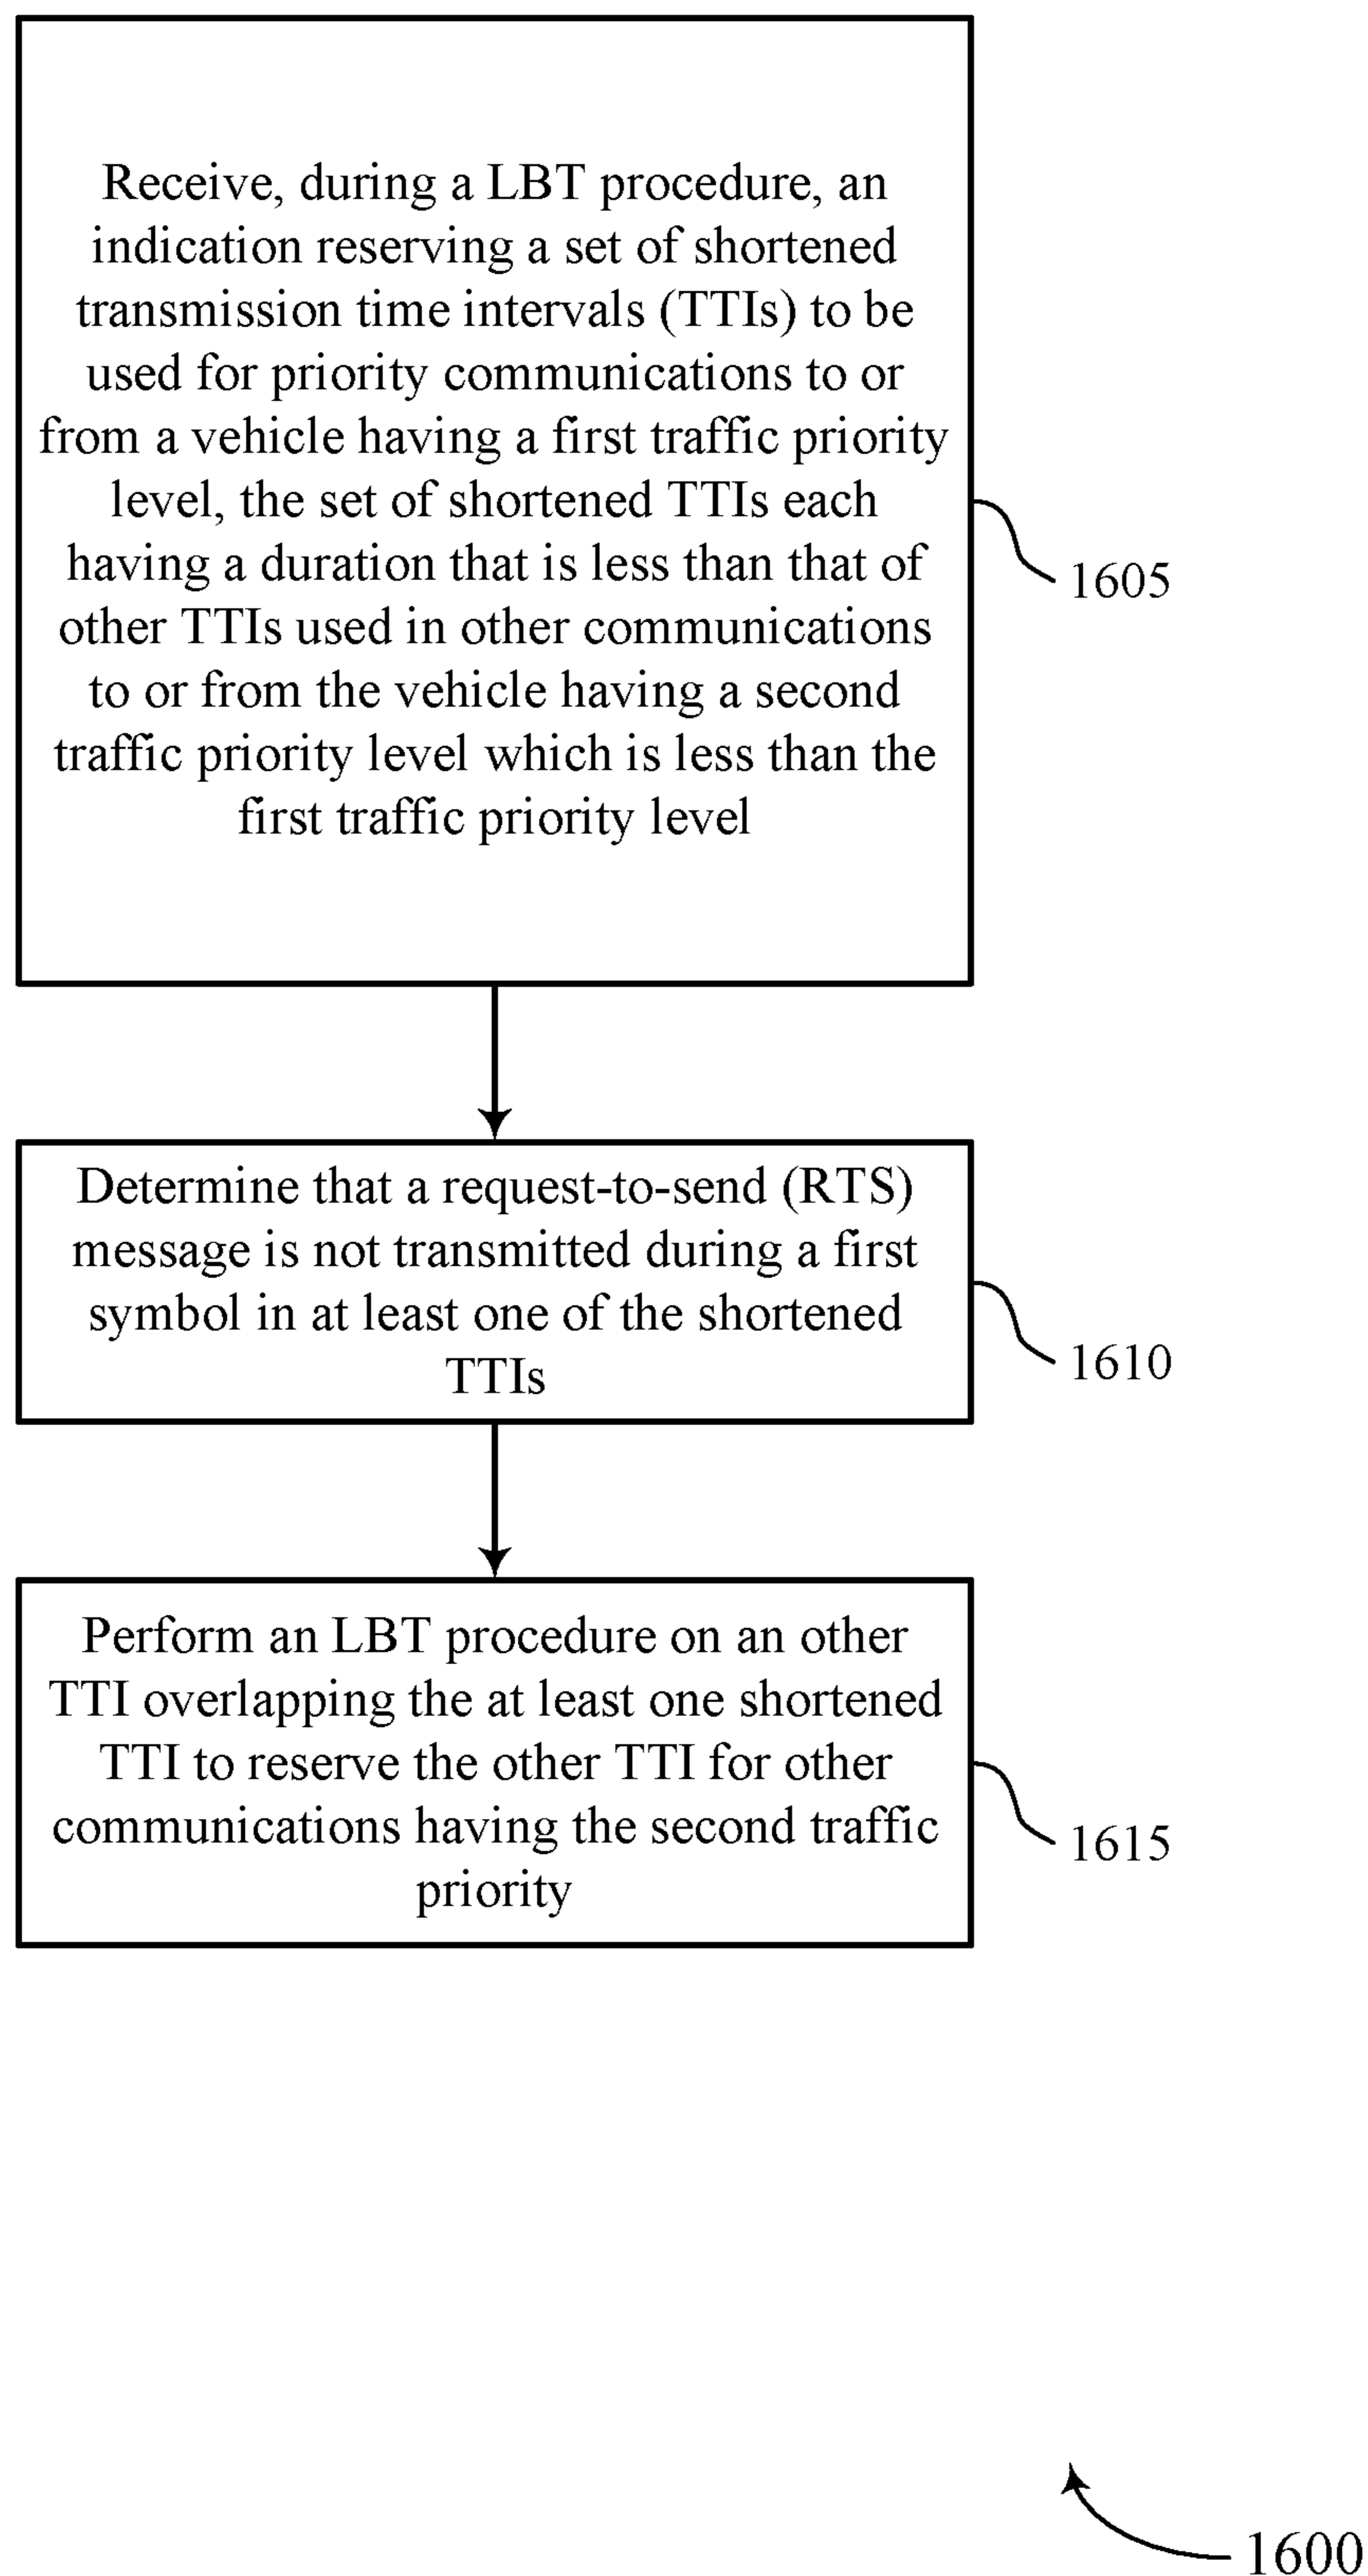 Receive, during a LBT procedure, an
indication reserving a set of shortened
transmission time intervals (TTIs) to be
used for priority communications to or
from a vehicle having a first traffic priority
level, the set of shortened TTIs each
having a duration that is less than that of
other TTIs used in other communications
to or from the vehicle having a second
traffic priority level which is less than the
first traffic priority level
1605
Determine that a request-to-send (RTS)
message is not transmitted during a first
symbol in at least one of the shortened
TTIs
1610
Perform an LBT procedure on an other
TTI overlapping the at least one shortened
TTI to reserve the other TTI for other
communications having the second traffic
priority
1615
1600